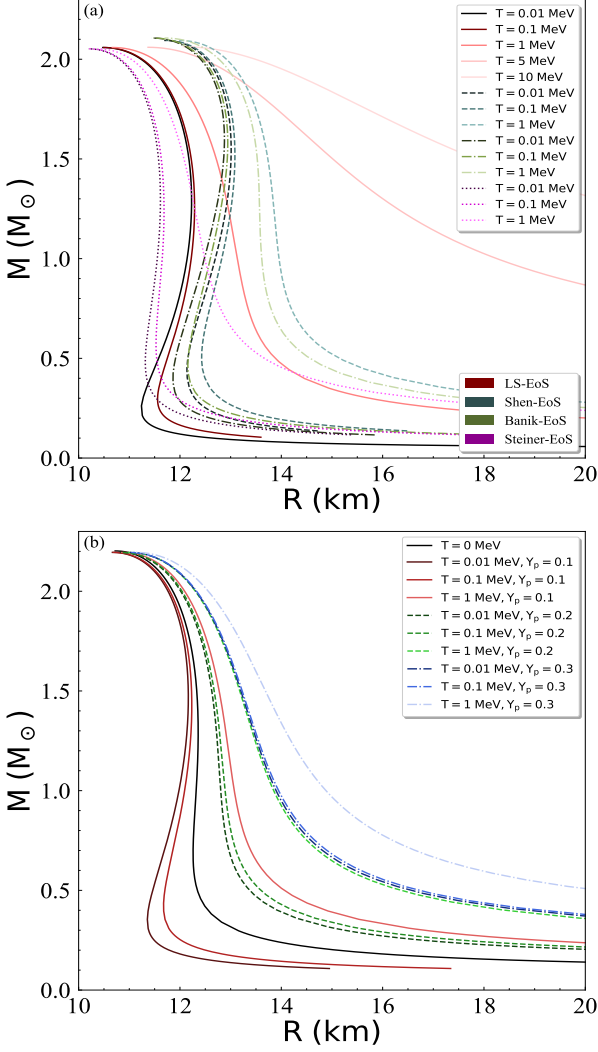 (a)
T = 0.01 MeV
T = 0.1 MeV
T = 1 MeV
T = 5 MeV
T = 10 MeV
T = 0.01 MeV
T = 0.1 MeV
T = 1 MeV
T = 0.01 MeV
T = 0.1 MeV
T = 1 MeV
T = 0.01 MeV
T = 0.1 MeV
T = 1 MeV
2.0
1.5
1.0
0.5
0.0
M (M⊙)
LS-EoS
Shen-EoS
Banik-EoS
Steiner-EoS
10 12 14 16 18 20
R (km)
(b)
T = 0 MeV
T = 0.01 MeV, Yp = 0.1
T = 0.1 MeV, Yp = 0.1
T = 1 MeV, Yp = 0.1
T = 0.01 MeV, Yp = 0.2
T = 0.1 MeV, Yp = 0.2
T = 1 MeV, Yp = 0.2
T = 0.01 MeV, Yp = 0.3
T = 0.1 MeV, Yp = 0.3
T = 1 MeV, Yp = 0.3
2.0
1.5
1.0
0.5
0.0
M (M⊙)
10 12 14 16 18 20
R (km)